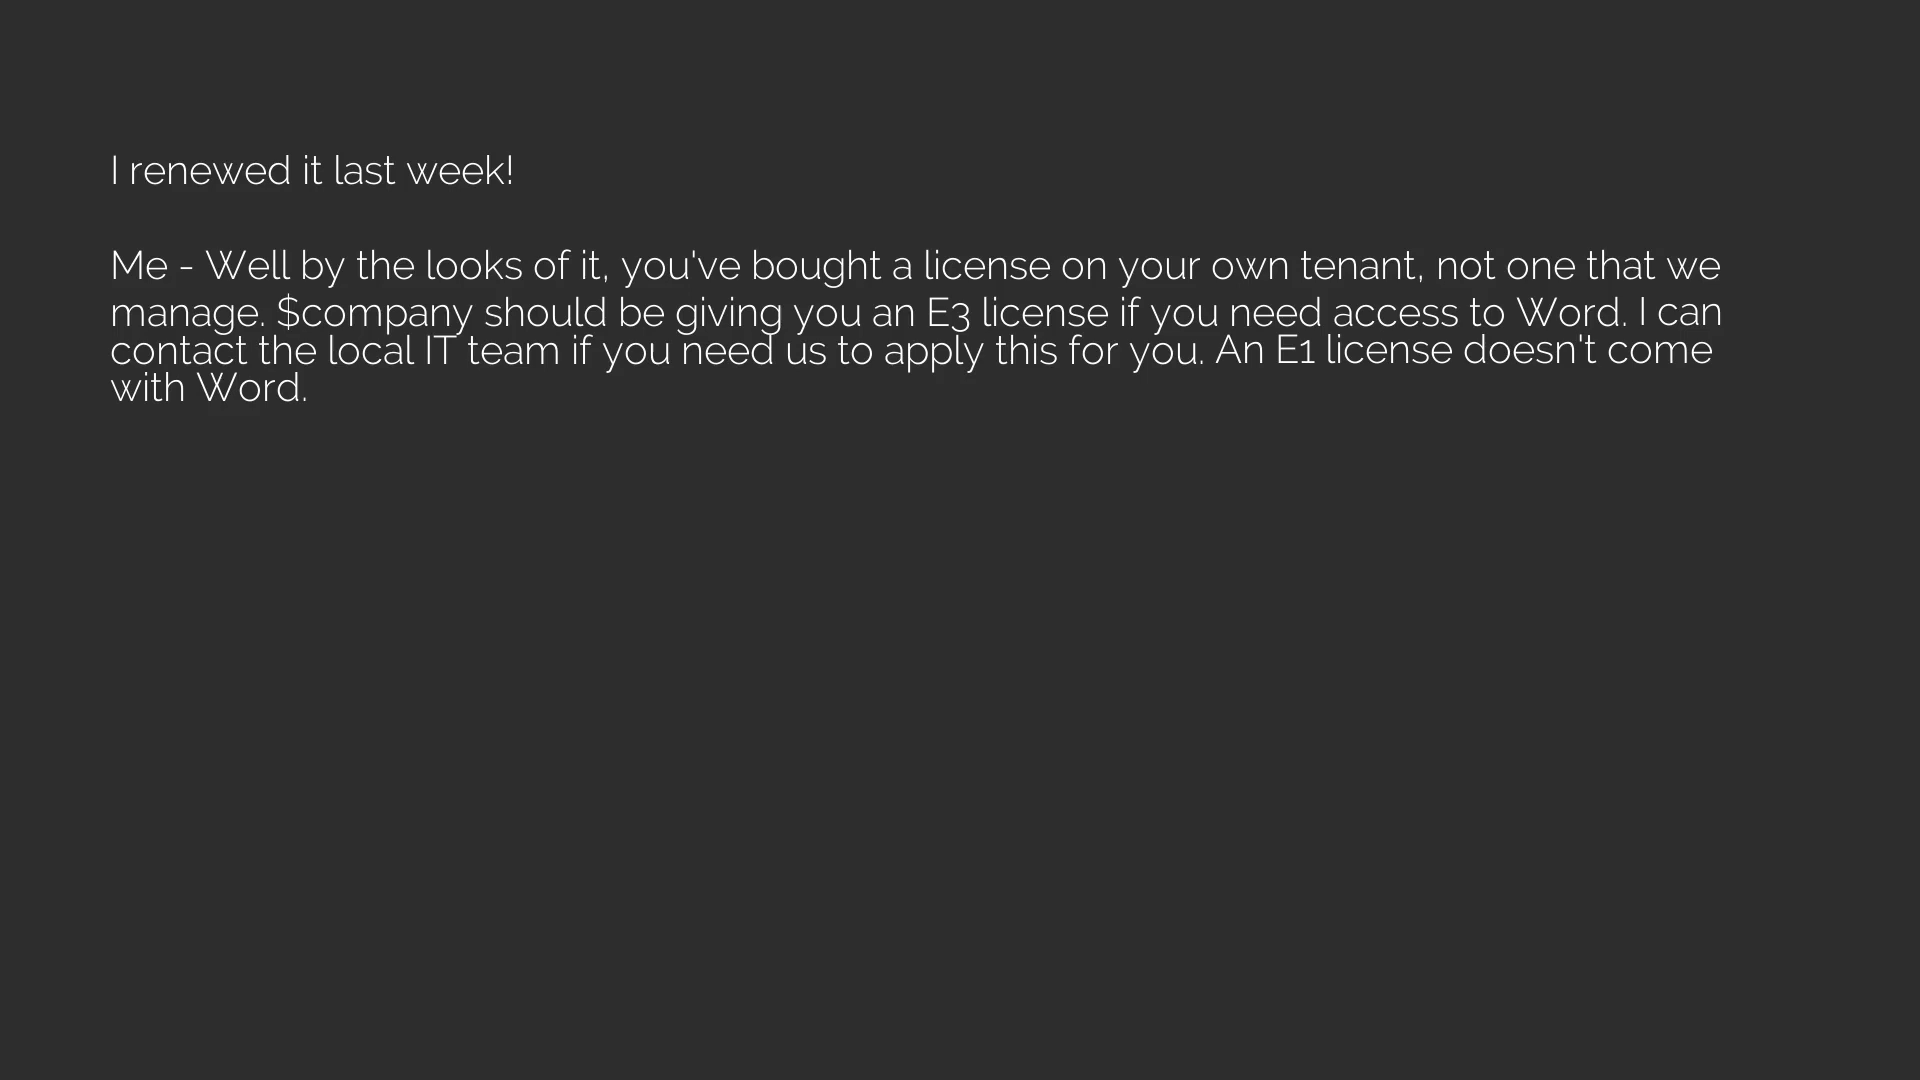 I renewed it last week!
Me - Well by the looks of it, you've bought a license on your own tenant, not one that we
manage. $company should be giving you an E3 license if you need access to Word. I can
contact the local IT team if you need us to apply this for you. An E1 license doesn't come
with Word.